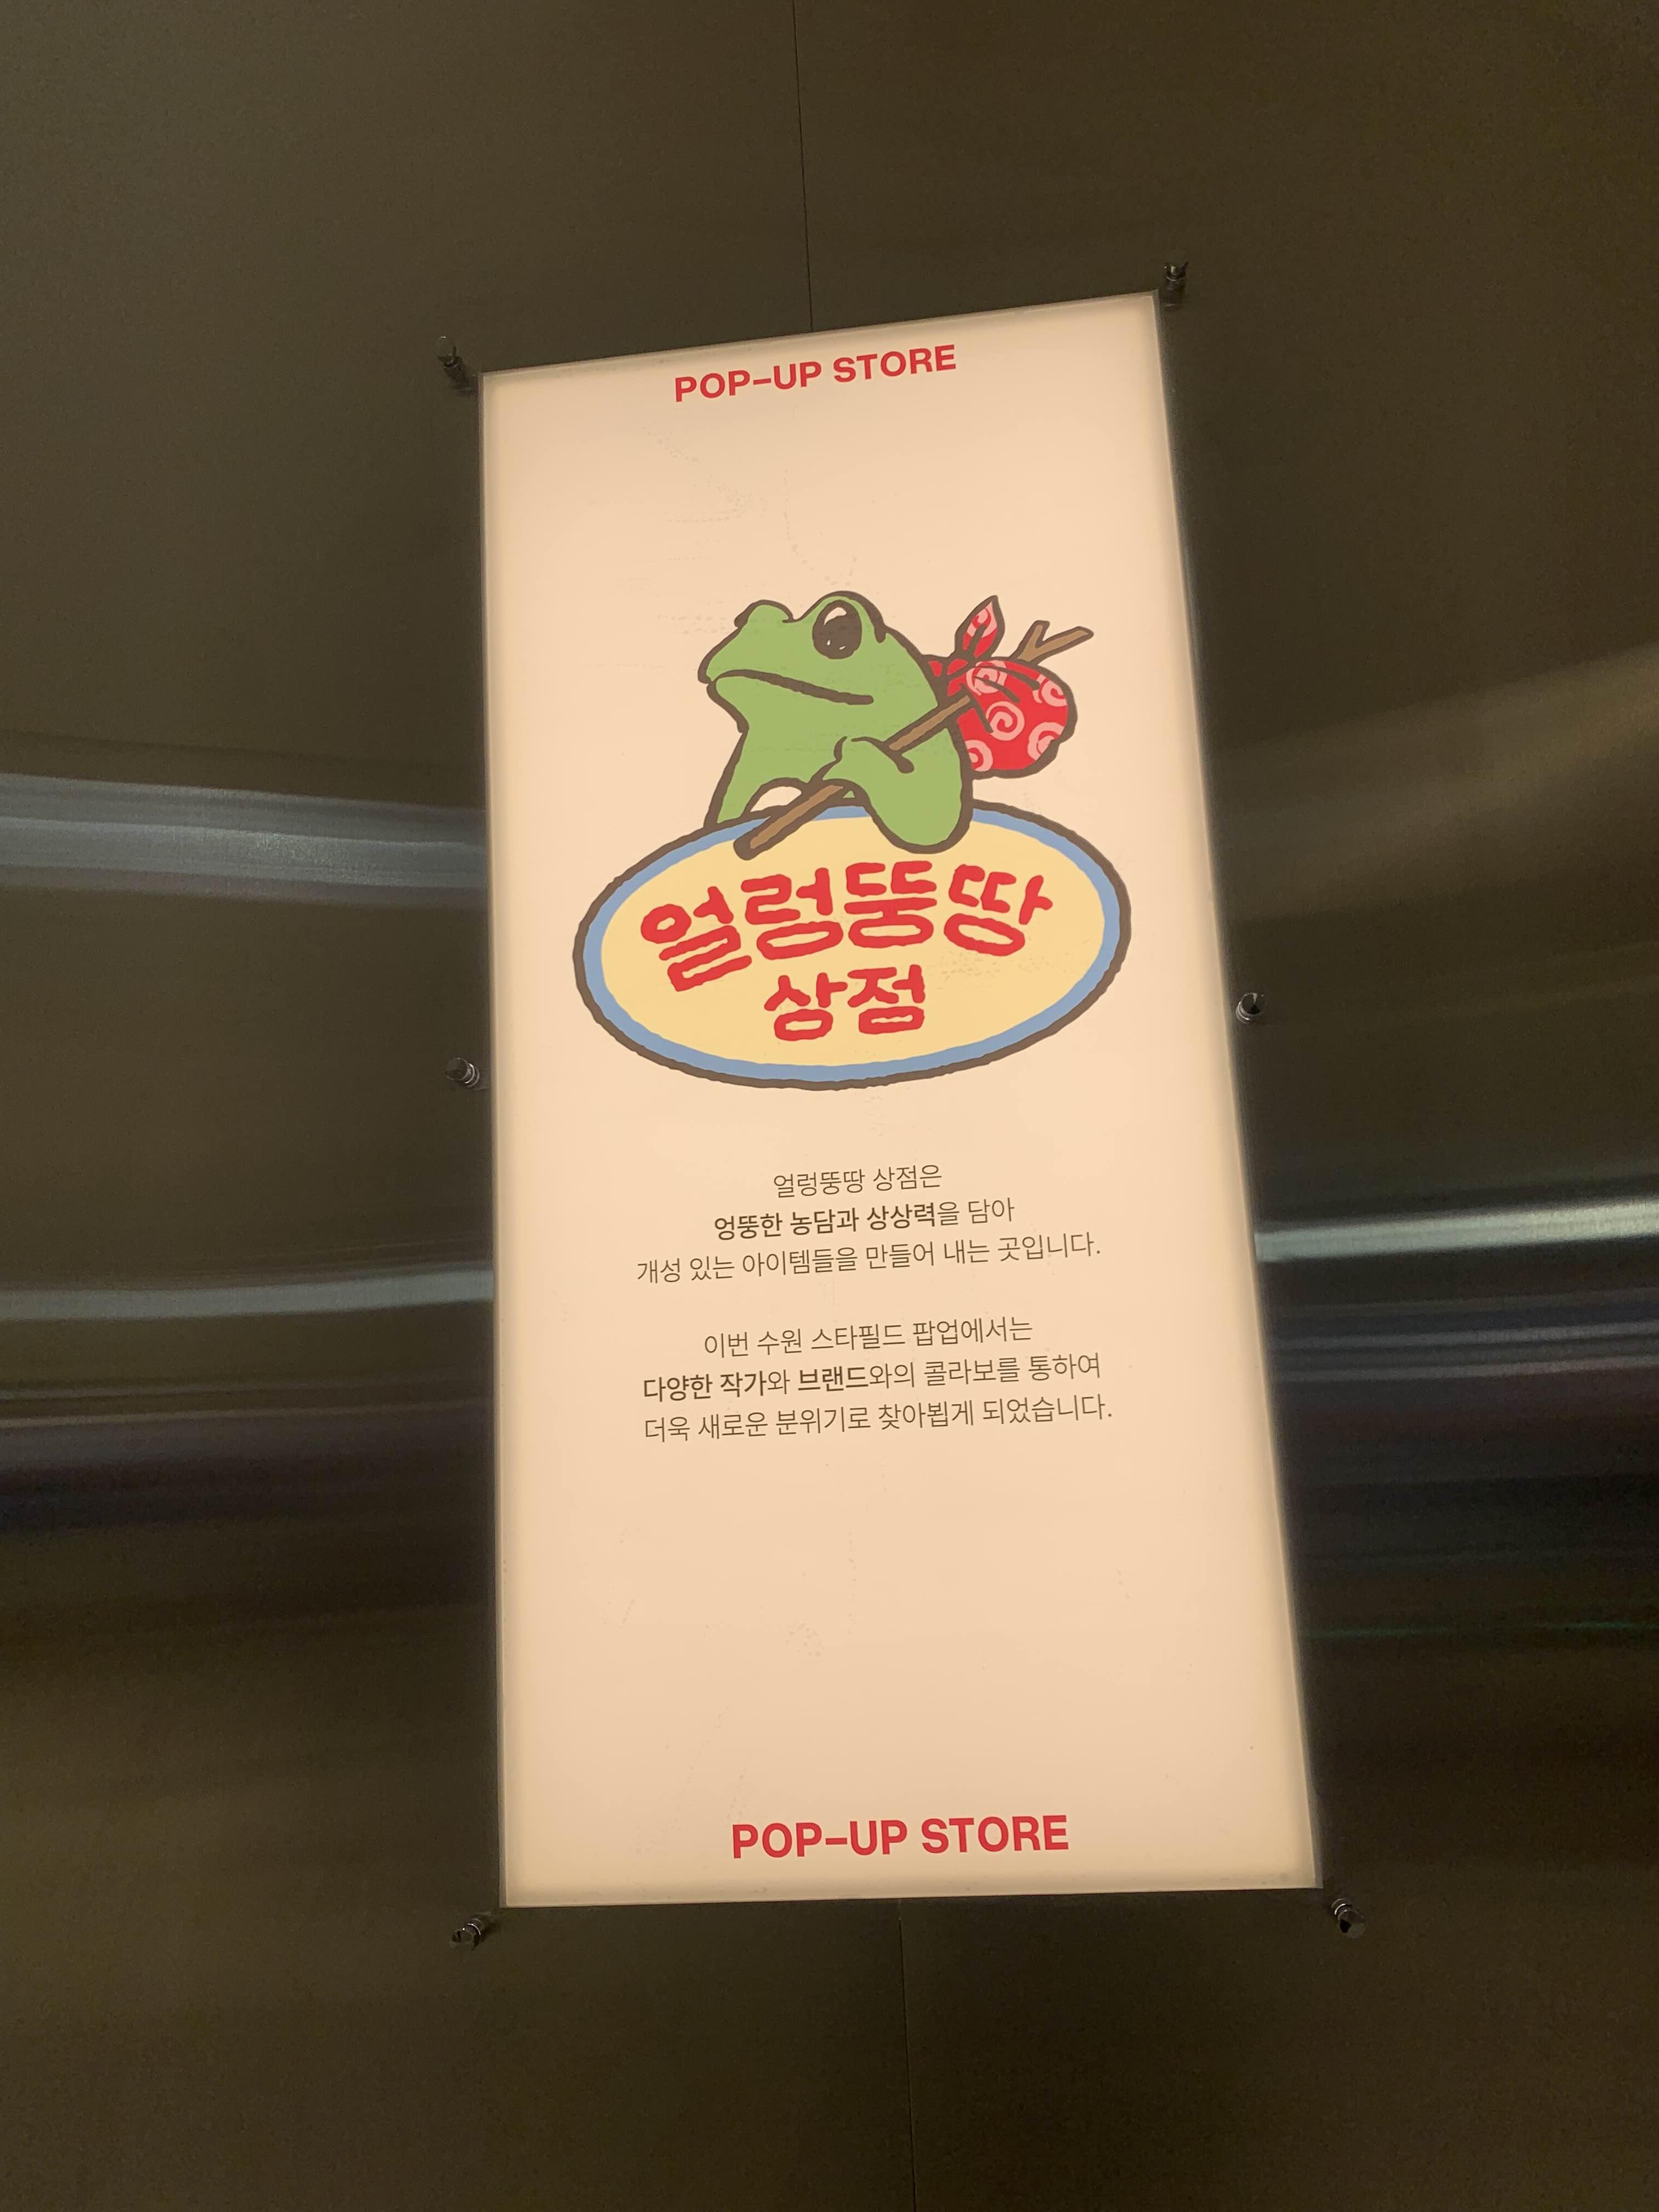 POP-UP STORE
얼렁뚱땅
상점
얼렁뚱땅 상점은
엉뚱한 농담과 상상력을 담아
개성 있는 아이템들을 만들어 내는 곳입니다.
이번 수원 스타필드 팝업에서는
다양한 작가와 브랜드와의 콜라보를 통하여
더욱 새로운 분위기로 찾아뵙게 되었습니다.
POP-UP STORE